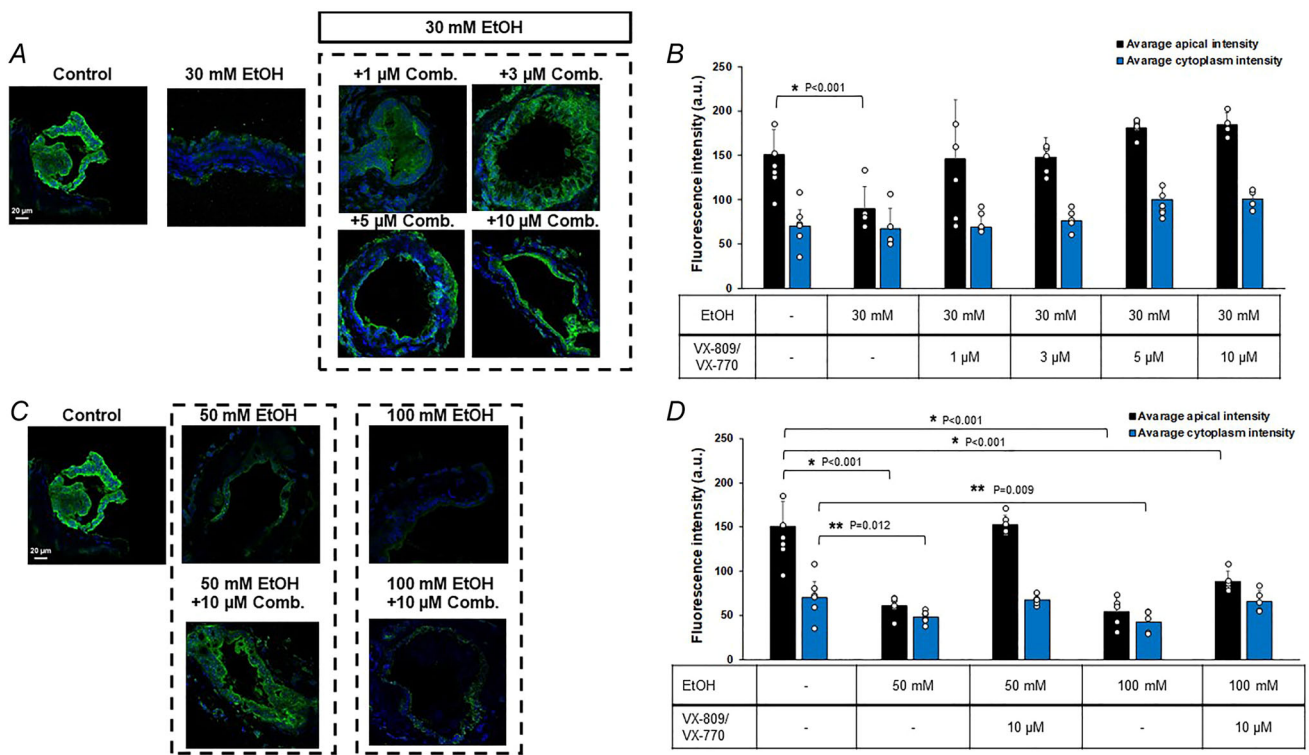 A
30 mM EtOH
Control
30 mM EtOH
+1 µM Comb.
+3 µM Comb.
20 µm
+5 µM Comb.
+10 µM Comb.
B
Avarage apical intensity
Avarage cytoplasm intensity
* P<0.001
Fluorescence intensity (a.u.)
250
200
150
100
50
0
EtOH - 30 mM 30 mM 30 mM 30 mM 30 mM
VX-809/
VX-770 - - 1 µM 3 µM 5 µM 10 µM
C
Control
50 mM EtOH
100 mM EtOH
20 µm
50 mM EtOH
+10 µM Comb.
100 mM EtOH
+10 µM Comb.
D
Avarage apical intensity
Avarage cytoplasm intensity
* P<0.001
* P<0.001
* P<0.001
** P=0.009
** P=0.012
Fluorescence intensity (a.u.)
250
200
150
100
50
0
EtOH - 50 mM 50 mM 100 mM 100 mM
VX-809/
VX-770 - - 10 µM - 10 µM